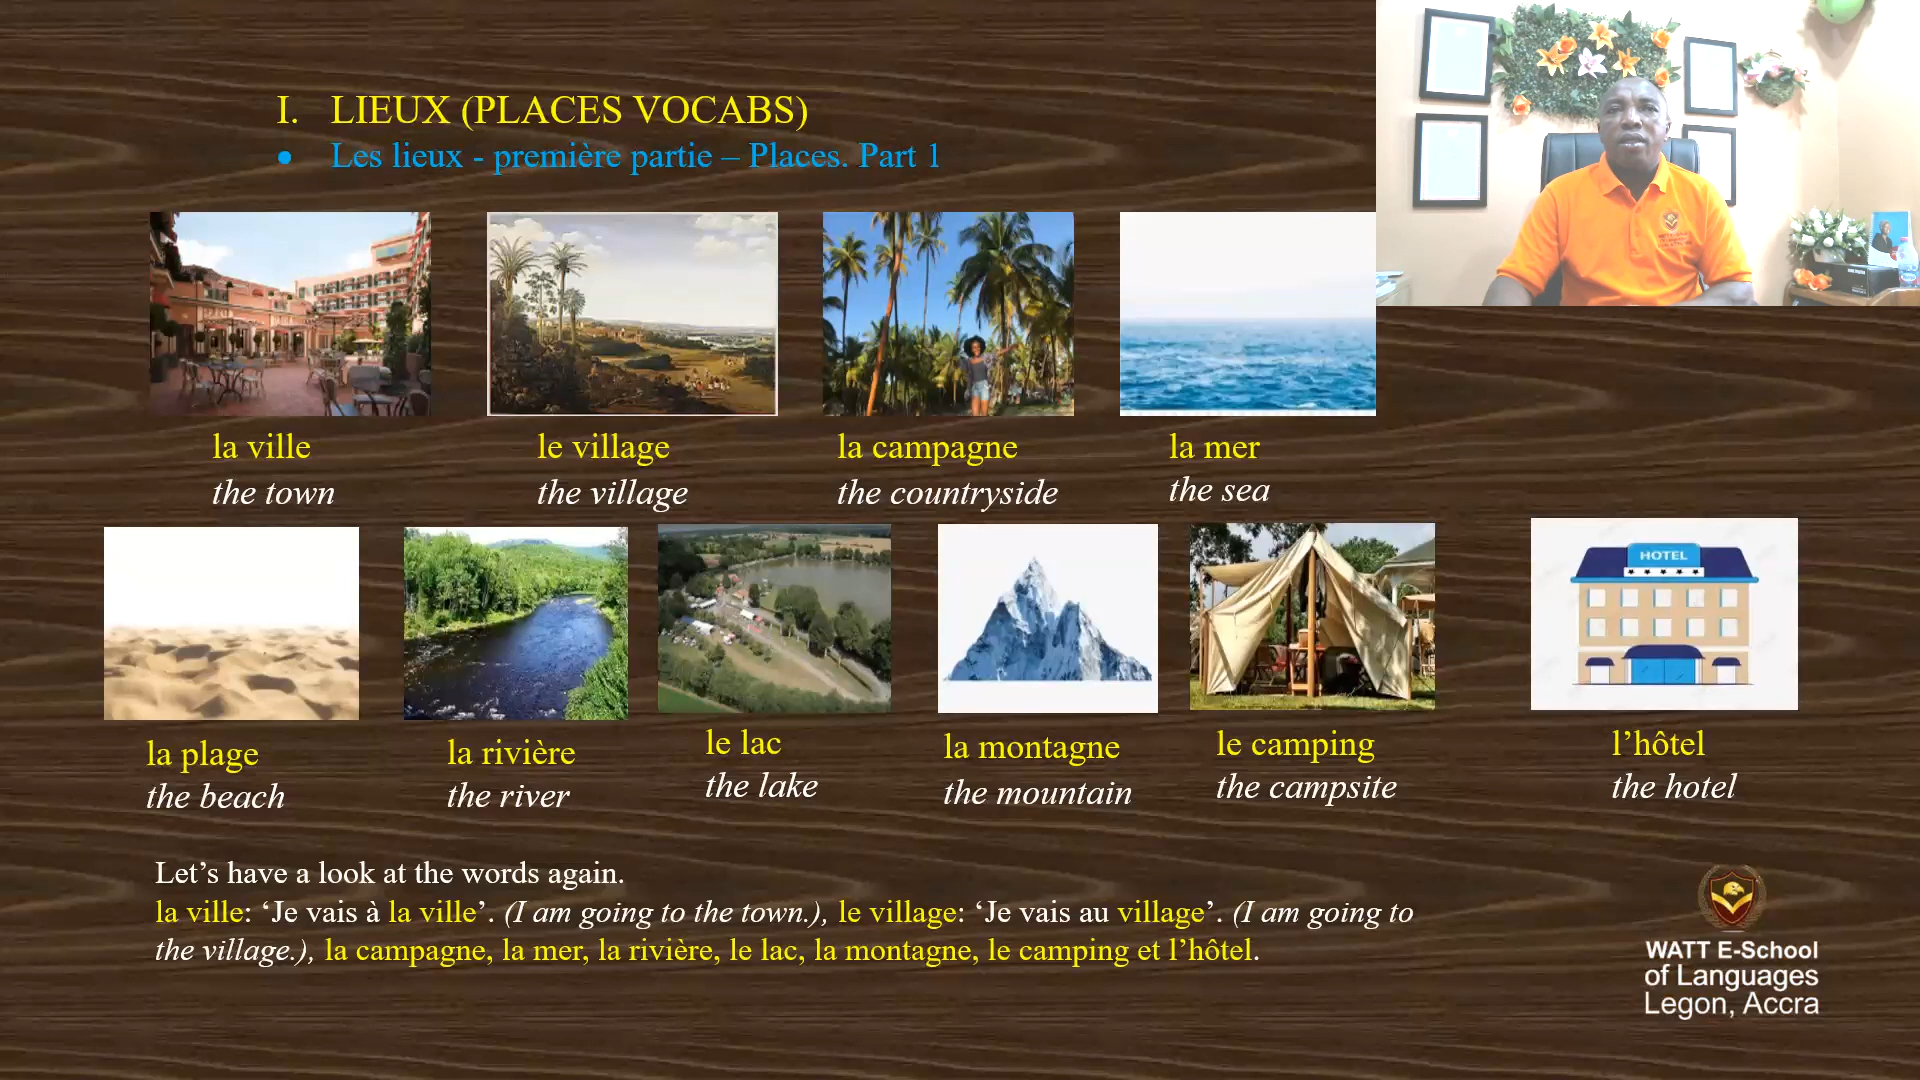 I. LIEUX (PLACES VOCABS)
• Les lieux - première partie – Places. Part 1
la ville
the town
le village
the village
la campagne
the countryside
la mer
the sea
HOTEL
la plage
the beach
la rivière
the river
le lac
the lake
la montagne
the mountain
le camping
the campsite
l’hôtel
the hotel
Let’s have a look at the words again.
la ville: ‘Je vais à la ville’. (I am going to the town.), le village: ‘Je vais au village’. (I am going to
the village.), la campagne, la mer, la rivière, le lac, la montagne, le camping et l’hôtel.
WATT E-School
of Languages
Legon, Accra